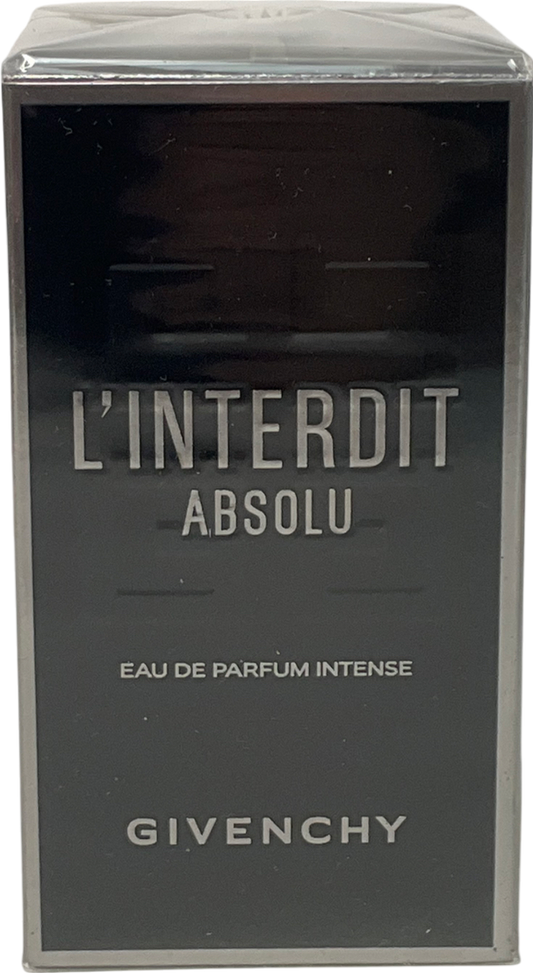 L'INTERDIT
ABSOLU
EAU DE PARFUM INTENSE
GIVENCHY